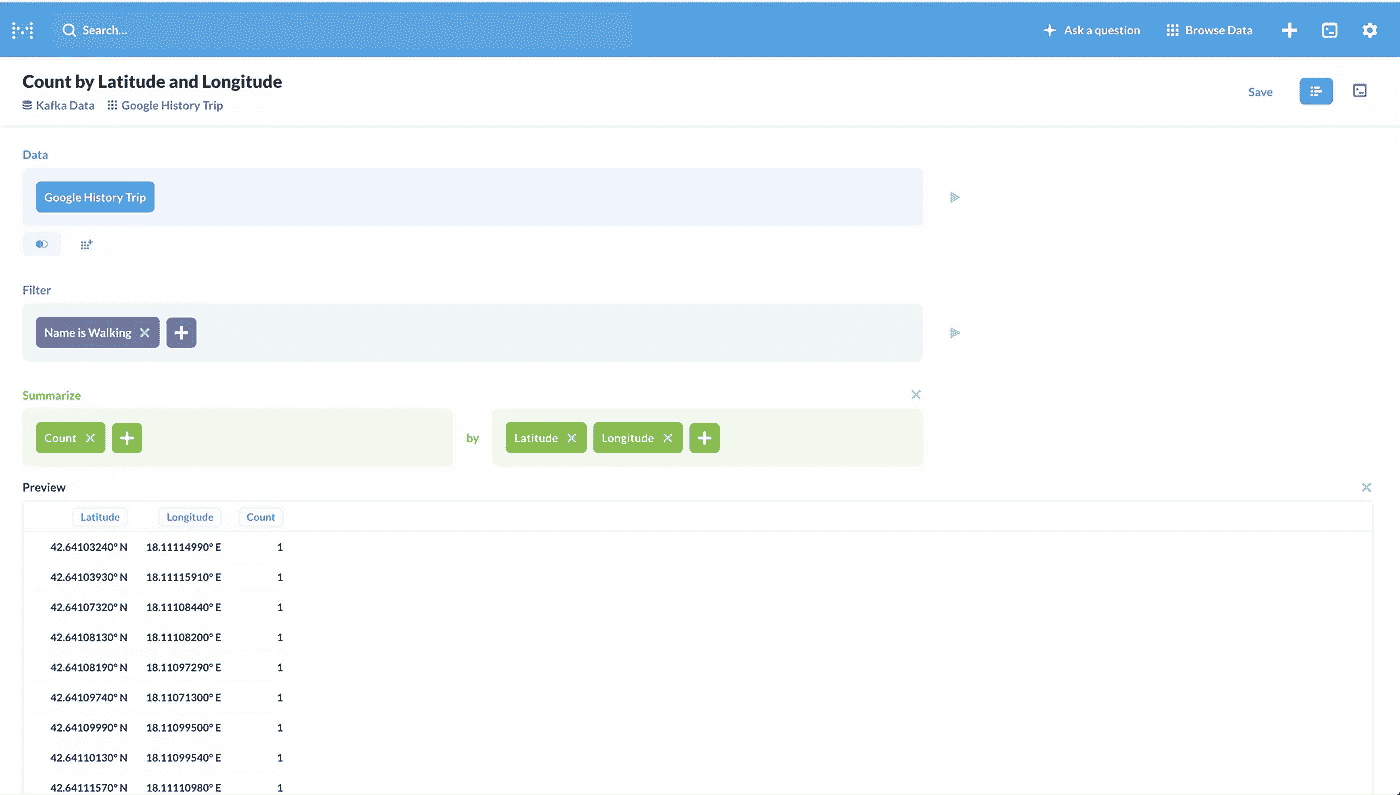 Search... Ask a question Browse Data
Count by Latitude and Longitude
Kafka Data Google History Trip
Save
Data
Google History Trip
Filter
Name is Walking
Summarize
Count by Latitude Longitude
Preview
Latitude Longitude Count
42.64103240° N 18.11114990° E 1
42.64103930° N 18.11115910° E 1
42.64107320° N 18.11108440° E 1
42.64108130° N 18.11108200° E 1
42.64108190° N 18.11097290° E 1
42.64109740° N 18.11071300° E 1
42.64109990° N 18.11099500° E 1
42.64110130° N 18.11099540° E 1
42.64111570° N 18.11110980° E 1